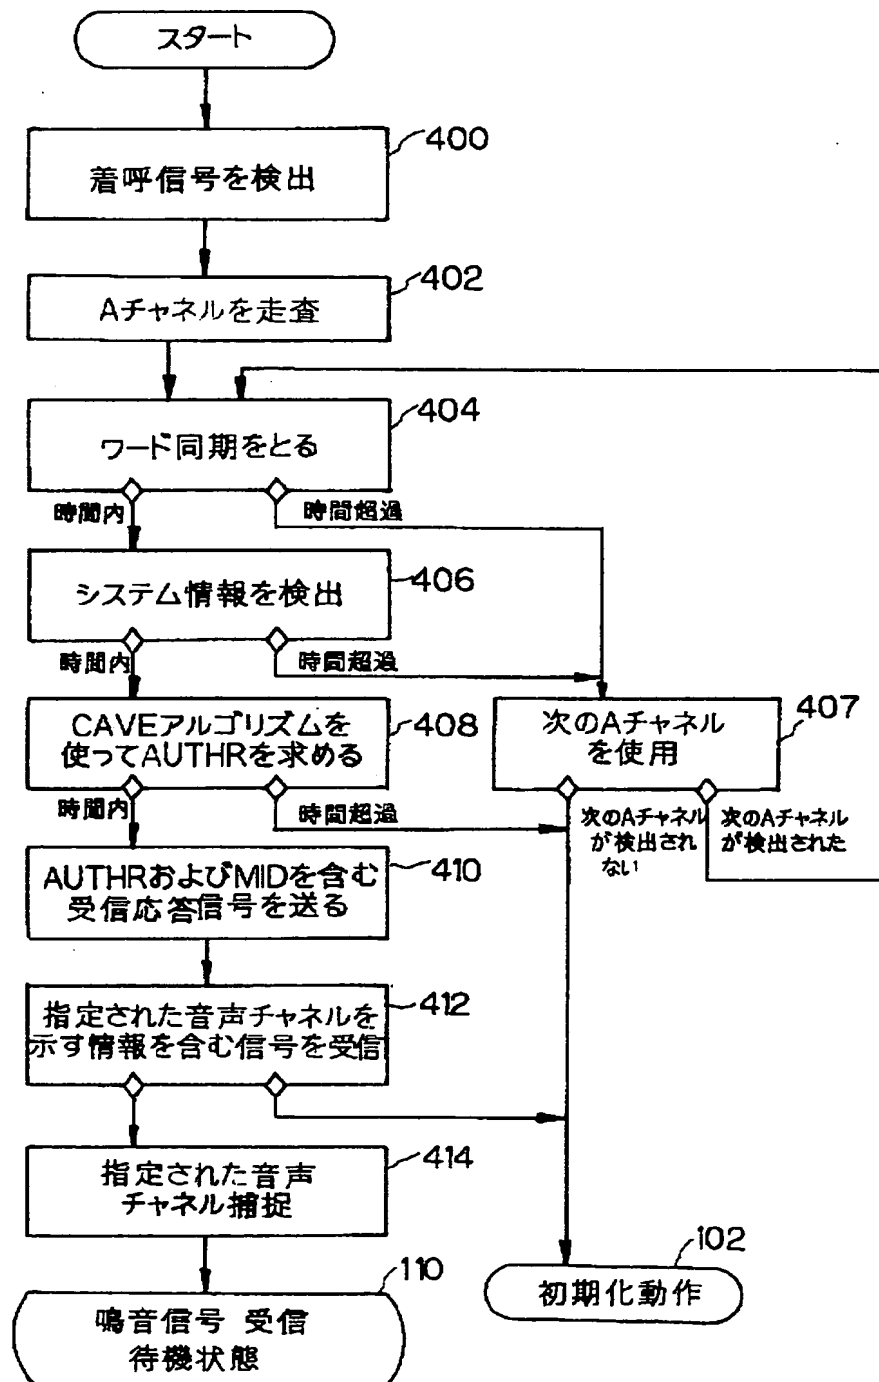 スタート
400
着呼信号を検出
402
Aチャネルを走査
404
ワード同期をとる
時間内
時間超過
406
システム情報を検出
時間内
時間超過
408
CAVEアルゴリズムを
使ってAUTHRを求める
407
次のAチャネル
を使用
時間内
時間超過
次のAチャネル
が検出され
ない
次のAチャネル
が検出された
410
AUTHRおよびMIDを含む
受信応答信号を送る
412
指定された音声チャネルを
示す情報を含む信号を受信
414
指定された音声
チャネル捕捉
110
鳴音信号 受信
待機状態
102
初期化動作